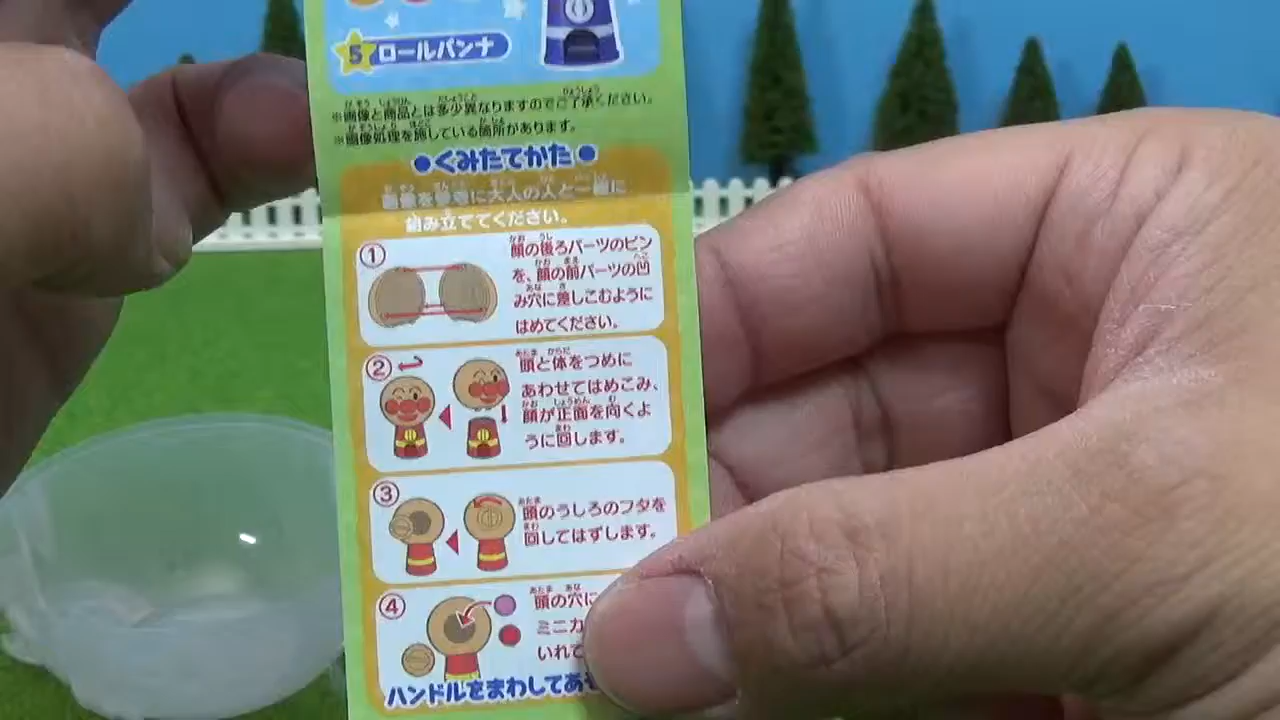 5 ロールパンナ
※画像と商品とは多少異なりますのでご了承ください。
※画像処理を施している箇所があります。
●くみたてかた●
画像を参考に大人の人と一緒に
組み立ててください。
①
顔の後ろパーツのピン
を、顔の前パーツの凹
み穴に差しこむように
はめてください。
②
頭と体をつめに
あわせてはめこみ、
顔が正面を向くよ
うに回します。
③
頭のうしろのフタを
回してはずします。
④
頭の穴に
ミニカ
いれて
ハンドルをまわしてあそ